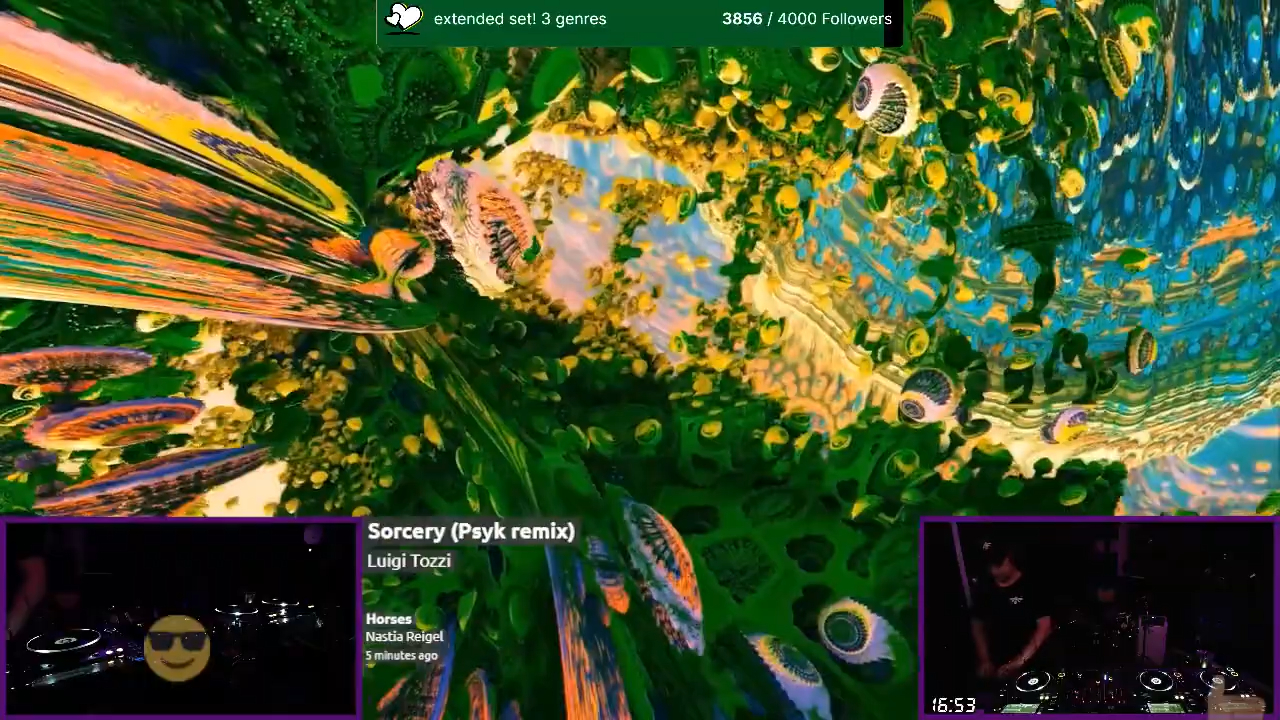 extended set! 3 genres
3856 / 4000 Followers
Sorcery (Psyk remix)
Luigi Tozzi
Horses
Nastia Reigel
5 minutes ago
16:53